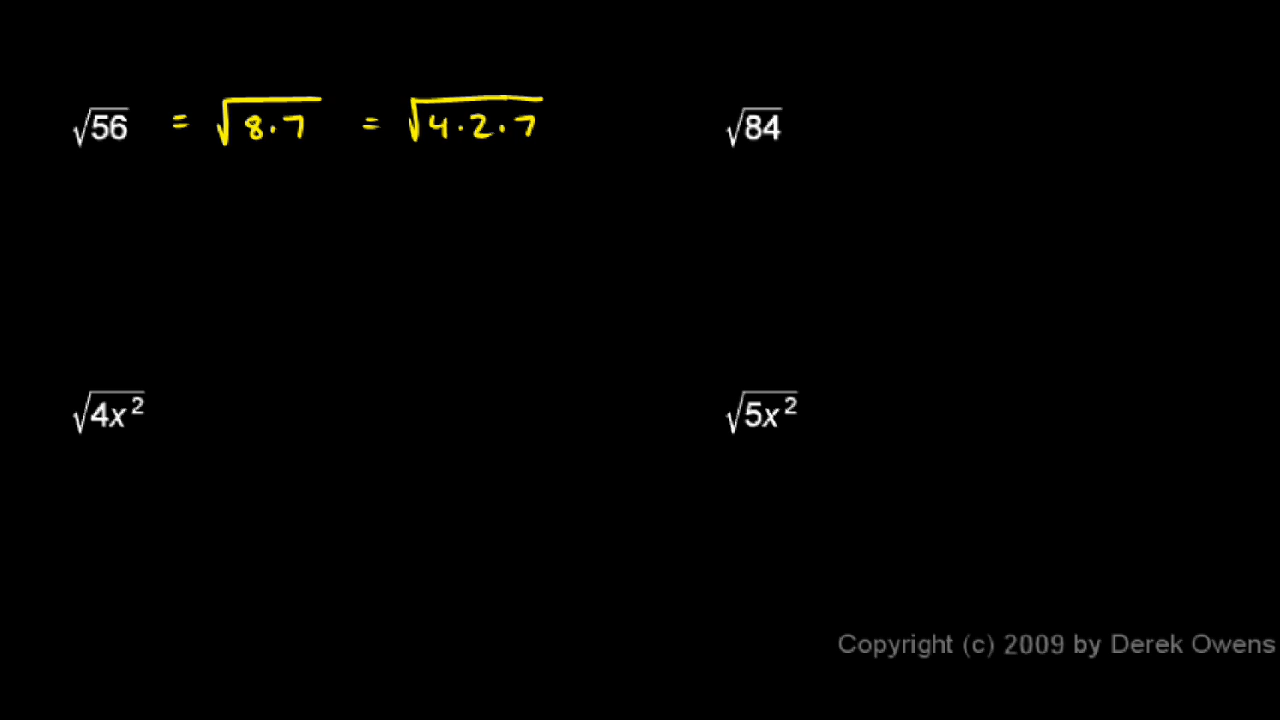 √56 = √8·7 = √4·2·7
√84
√4x²
√5x²
Copyright (c) 2009 by Derek Owens